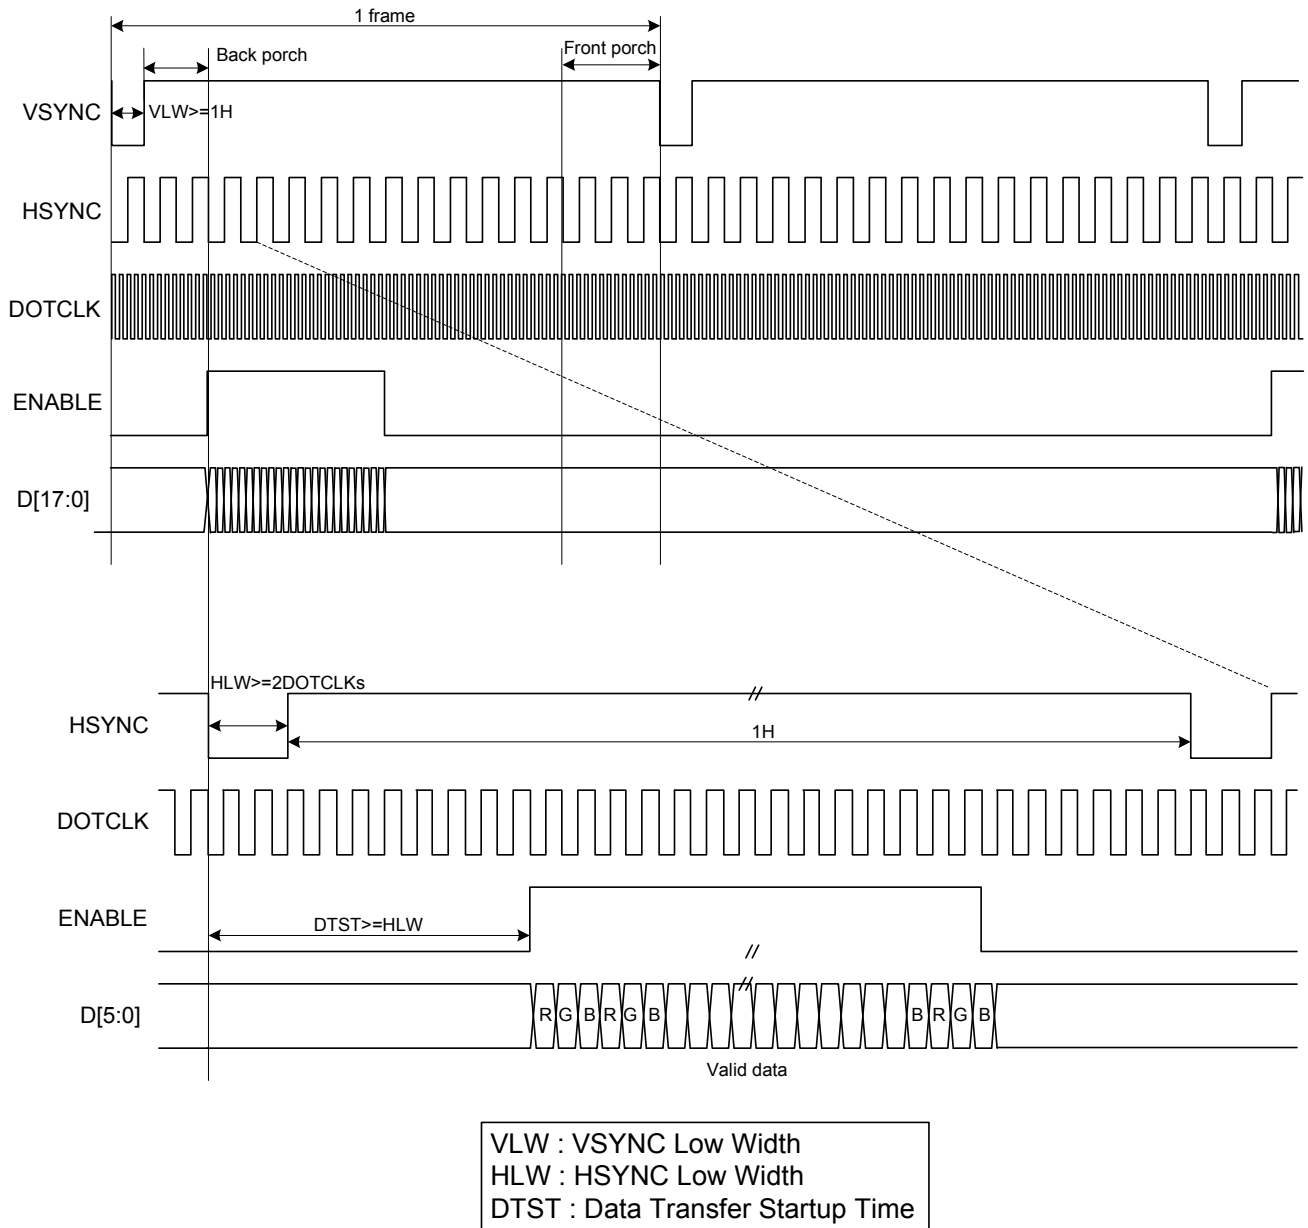 1 frame
Back porch
Front porch
VSYNC
VLW>=1H
HSYNC
DOTCLK
ENABLE
D[17:0]
HLW>=2DOTCLKs
//
HSYNC
1H
DOTCLK
ENABLE
DTST>=HLW
//
//
D[5:0]
R G B R G B B R G B
Valid data
VLW : VSYNC Low Width
HLW : HSYNC Low Width
DTST : Data Transfer Startup Time